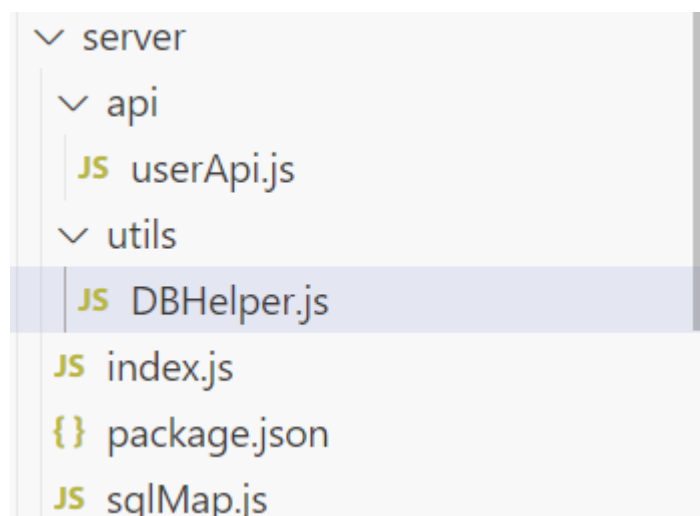 server
api
JS userApi.js
utils
JS DBHelper.js
JS index.js
{} package.json
JS sqlMap.js